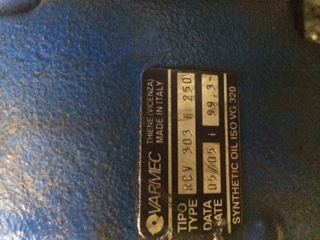 VARMEC
THIENE (VICENZA)
MADE IN ITALY
TIPO
TYPE RCV 303 250
DATA
DATE 05/05 i 99,3
SYNTHETIC OIL ISO VG 320